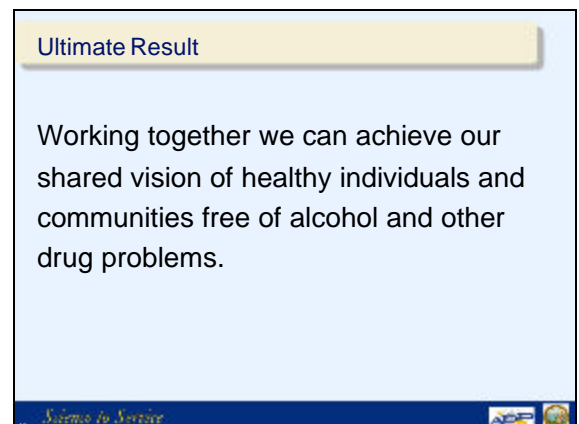 Ultimate Result
Working together we can achieve our
shared vision of healthy individuals and
communities free of alcohol and other
drug problems.
Science to Service
ADP